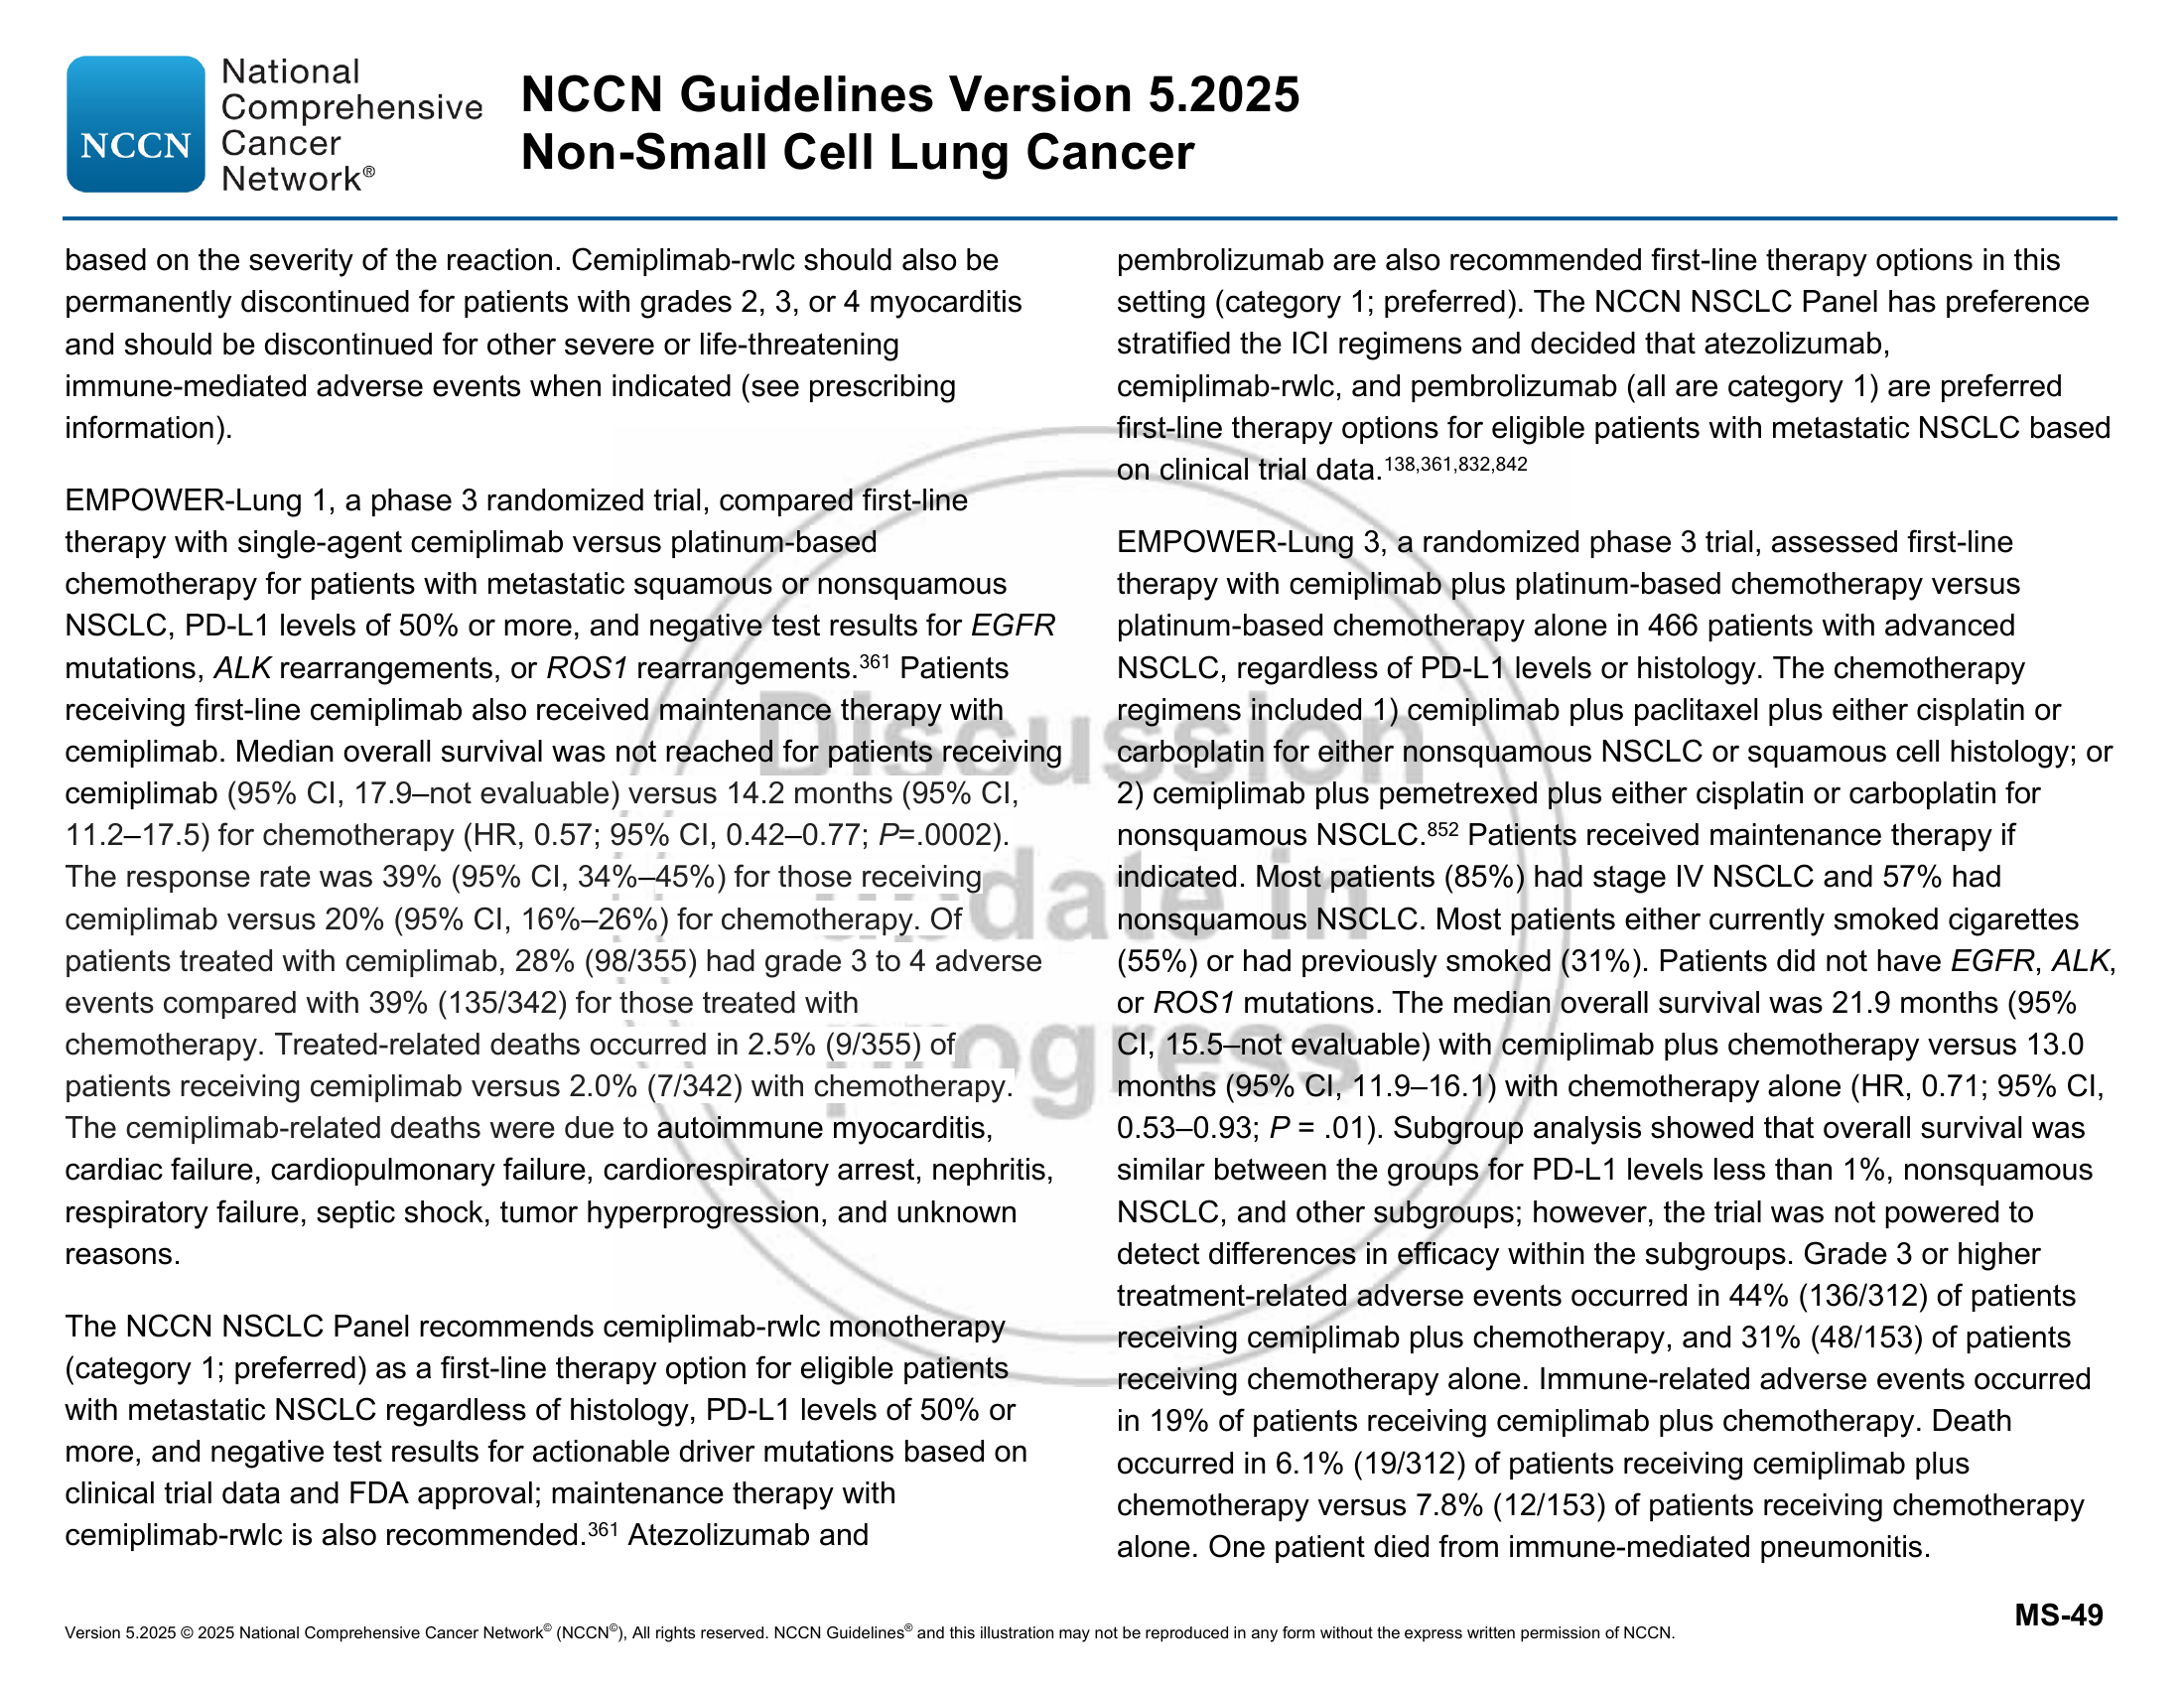 NCCN
National
Comprehensive
Cancer
Network®
NCCN Guidelines Version 5.2025
Non-Small Cell Lung Cancer
based on the severity of the reaction. Cemiplimab-rwlc should also be
permanently discontinued for patients with grades 2, 3, or 4 myocarditis
and should be discontinued for other severe or life-threatening
immune-mediated adverse events when indicated (see prescribing
information).
EMPOWER-Lung 1, a phase 3 randomized trial, compared first-line
therapy with single-agent cemiplimab versus platinum-based
chemotherapy for patients with metastatic squamous or nonsquamous
NSCLC, PD-L1 levels of 50% or more, and negative test results for EGFR
mutations, ALK rearrangements, or ROS1 rearrangements.361 Patients
receiving first-line cemiplimab also received maintenance therapy with
cemiplimab. Median overall survival was not reached for patients receiving
cemiplimab (95% CI, 17.9–not evaluable) versus 14.2 months (95% CI,
11.2–17.5) for chemotherapy (HR, 0.57; 95% CI, 0.42–0.77; P=.0002).
The response rate was 39% (95% CI, 34%–45%) for those receiving
cemiplimab versus 20% (95% CI, 16%–26%) for chemotherapy. Of
patients treated with cemiplimab, 28% (98/355) had grade 3 to 4 adverse
events compared with 39% (135/342) for those treated with
chemotherapy. Treated-related deaths occurred in 2.5% (9/355) of
patients receiving cemiplimab versus 2.0% (7/342) with chemotherapy.
The cemiplimab-related deaths were due to autoimmune myocarditis,
cardiac failure, cardiopulmonary failure, cardiorespiratory arrest, nephritis,
respiratory failure, septic shock, tumor hyperprogression, and unknown
reasons.
The NCCN NSCLC Panel recommends cemiplimab-rwlc monotherapy
(category 1; preferred) as a first-line therapy option for eligible patients
with metastatic NSCLC regardless of histology, PD-L1 levels of 50% or
more, and negative test results for actionable driver mutations based on
clinical trial data and FDA approval; maintenance therapy with
cemiplimab-rwlc is also recommended.361 Atezolizumab and
pembrolizumab are also recommended first-line therapy options in this
setting (category 1; preferred). The NCCN NSCLC Panel has preference
stratified the ICI regimens and decided that atezolizumab,
cemiplimab-rwlc, and pembrolizumab (all are category 1) are preferred
first-line therapy options for eligible patients with metastatic NSCLC based
on clinical trial data.138,361,832,842
EMPOWER-Lung 3, a randomized phase 3 trial, assessed first-line
therapy with cemiplimab plus platinum-based chemotherapy versus
platinum-based chemotherapy alone in 466 patients with advanced
NSCLC, regardless of PD-L1 levels or histology. The chemotherapy
regimens included 1) cemiplimab plus paclitaxel plus either cisplatin or
carboplatin for either nonsquamous NSCLC or squamous cell histology; or
2) cemiplimab plus pemetrexed plus either cisplatin or carboplatin for
nonsquamous NSCLC.852 Patients received maintenance therapy if
indicated. Most patients (85%) had stage IV NSCLC and 57% had
nonsquamous NSCLC. Most patients either currently smoked cigarettes
(55%) or had previously smoked (31%). Patients did not have EGFR, ALK,
or ROS1 mutations. The median overall survival was 21.9 months (95%
CI, 15.5–not evaluable) with cemiplimab plus chemotherapy versus 13.0
months (95% CI, 11.9–16.1) with chemotherapy alone (HR, 0.71; 95% CI,
0.53–0.93; P = .01). Subgroup analysis showed that overall survival was
similar between the groups for PD-L1 levels less than 1%, nonsquamous
NSCLC, and other subgroups; however, the trial was not powered to
detect differences in efficacy within the subgroups. Grade 3 or higher
treatment-related adverse events occurred in 44% (136/312) of patients
receiving cemiplimab plus chemotherapy, and 31% (48/153) of patients
receiving chemotherapy alone. Immune-related adverse events occurred
in 19% of patients receiving cemiplimab plus chemotherapy. Death
occurred in 6.1% (19/312) of patients receiving cemiplimab plus
chemotherapy versus 7.8% (12/153) of patients receiving chemotherapy
alone. One patient died from immune-mediated pneumonitis.
Discussion
update in
progress
MS-49
Version 5.2025 © 2025 National Comprehensive Cancer Network© (NCCN©), All rights reserved. NCCN Guidelines® and this illustration may not be reproduced in any form without the express written permission of NCCN.